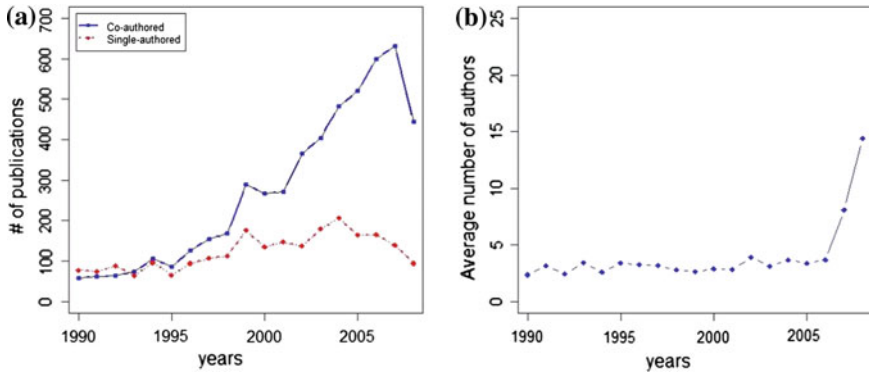 (a)
Co-authored
Single-authored
# of publications
700
600
500
400
300
200
100
0
1990
1995
2000
2005
years
(b)
Average number of authors
25
20
15
10
5
0
1990
1995
2000
2005
years